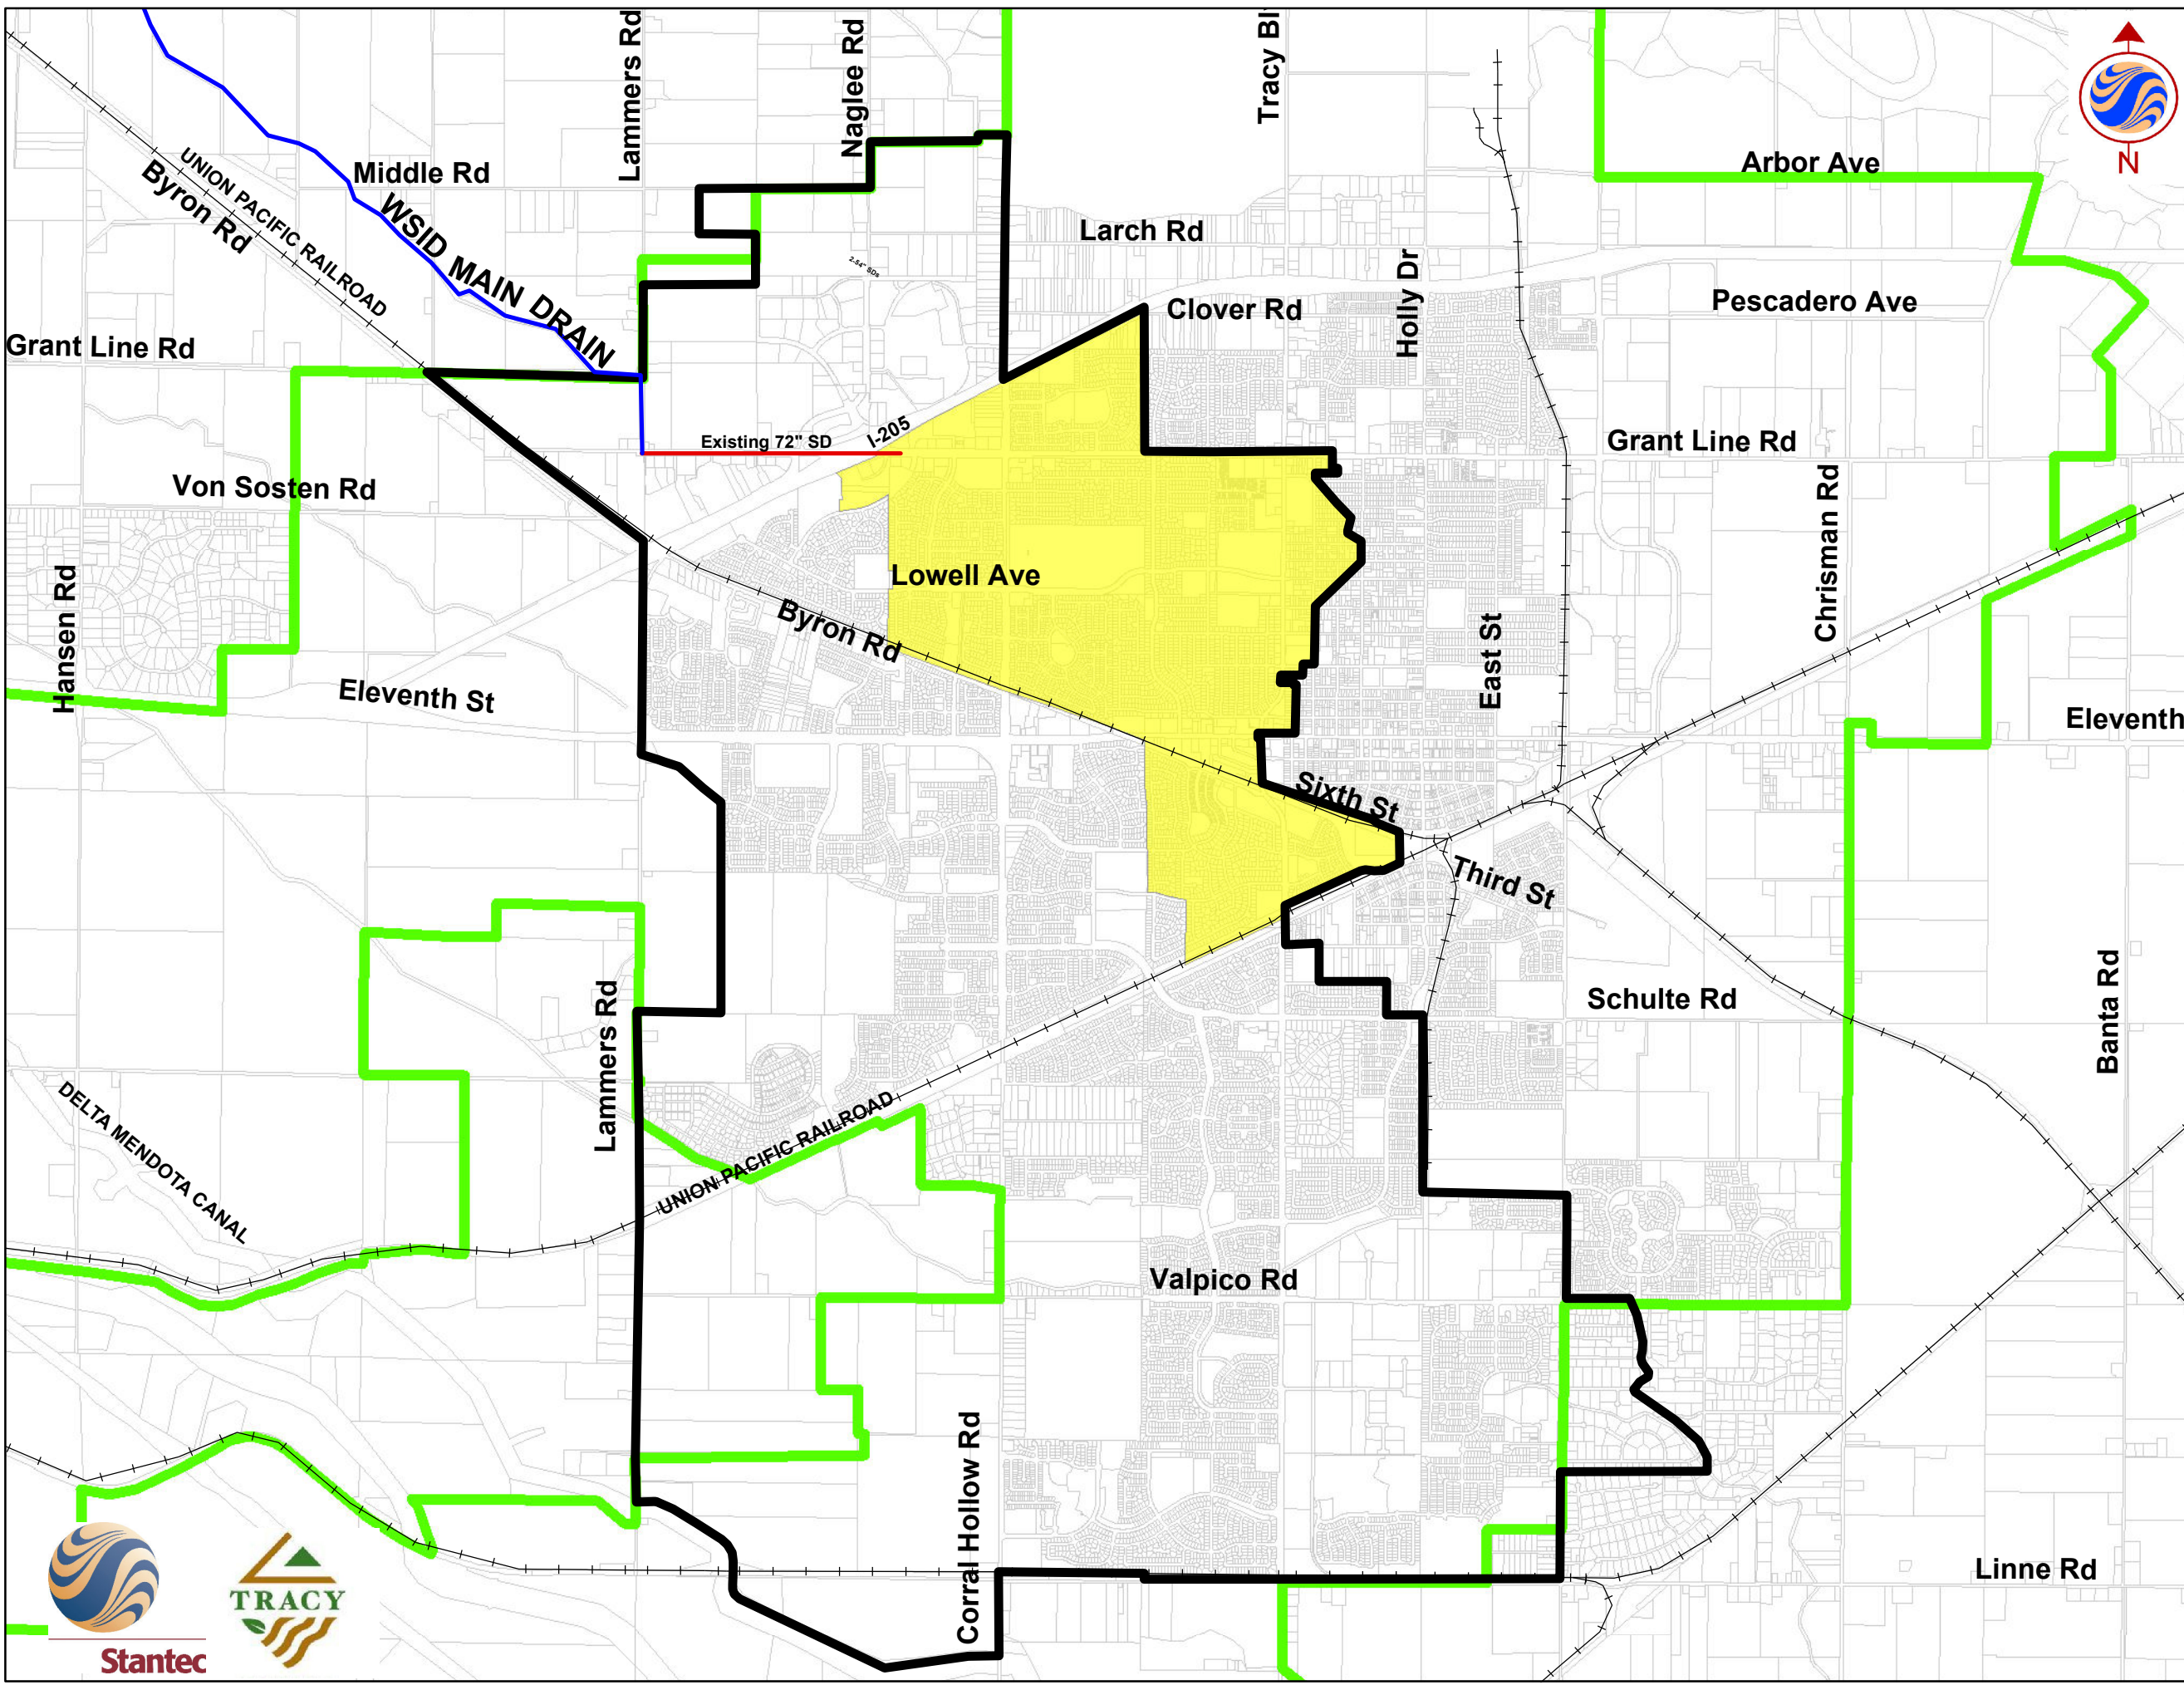 Lammers Rd
Naglee Rd
Tracy Bl
N
Middle Rd
Arbor Ave
UNION PACIFIC RAILROAD
Byron Rd
WSID MAIN DRAIN
Larch Rd
2-54" SDs
Holly Dr
Clover Rd
Pescadero Ave
Grant Line Rd
Existing 72" SD
I-205
Grant Line Rd
Von Sosten Rd
Chrisman Rd
Hansen Rd
Lowell Ave
Byron Rd
East St
Eleventh St
Eleventh
Sixth St
Third St
Schulte Rd
Banta Rd
Lammers Rd
DELTA MENDOTA CANAL
UNION PACIFIC RAILROAD
Valpico Rd
Corral Hollow Rd
Linne Rd
TRACY
Stantec